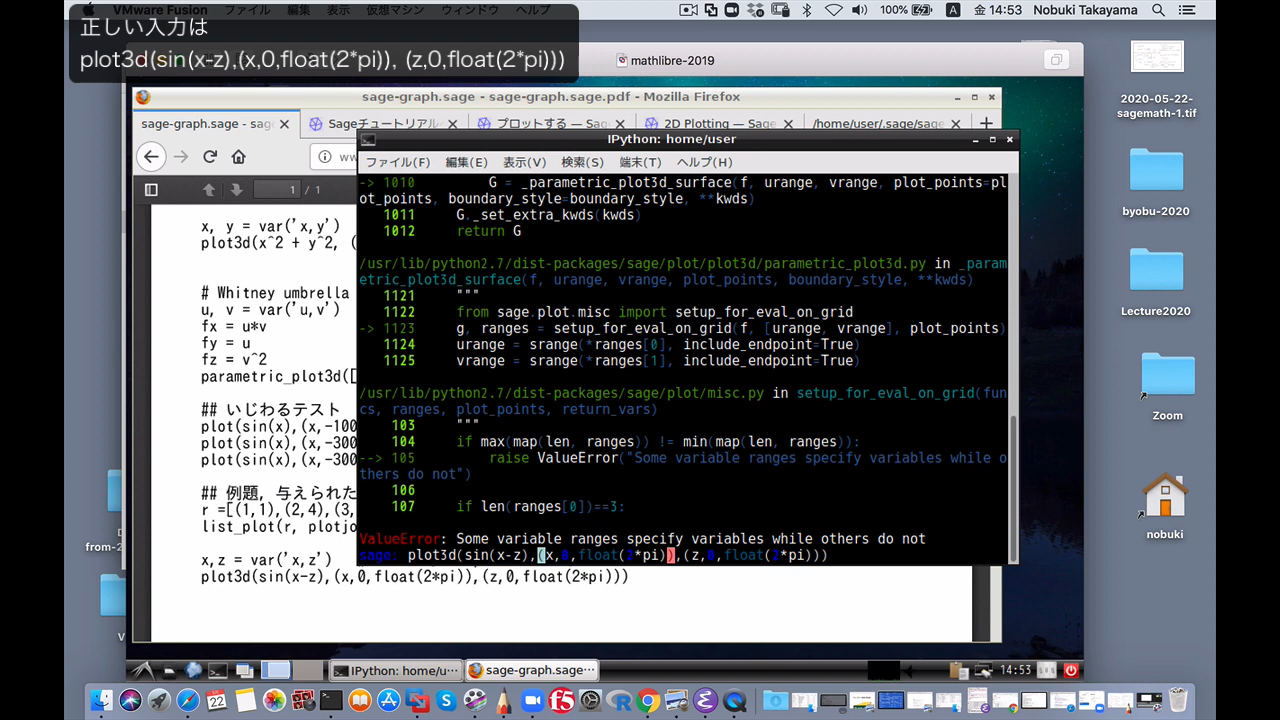 VMware Fusion ファイル 編集 表示 仮想マシン ウィンドウ ヘルプ 100% A 金 14:53 Nobuki Takayama
正しい入力は
plot3d(sin(x-z),(x,0,float(2*pi)), (z,0,float(2*pi)))
mathlibre-2019
sage-graph.sage - sage-graph.sage.pdf - Mozilla Firefox
sage-graph.sage - sag
Sageチュートリアル
プロットする — Sag
2D Plotting — Sage
/home/user/.sage/sage
IPython: home/user
ファイル(F) 編集(E) 表示(V) 検索(S) 端末(T) ヘルプ(H)
ww
1 / 1
x, y = var('x,y')
plot3d(x^2 + y^2, (
# Whitney umbrella
u, v = var('u,v')
fx = u*v
fy = u
fz = v^2
parametric_plot3d([
## いじわるテスト
plot(sin(x),(x,-100
plot(sin(x),(x,-300
plot(sin(x),(x,-300
## 例題, 与えられた
r =[(1,1),(2,4),(3,
list_plot(r, plotjo
x,z = var('x,z')
plot3d(sin(x-z),(x,0,float(2*pi)),(z,0,float(2*pi)))
-> 1010 G = _parametric_plot3d_surface(f, urange, vrange, plot_points=pl
ot_points, boundary_style=boundary_style, **kwds)
1011 G._set_extra_kwds(kwds)
1012 return G
/usr/lib/python2.7/dist-packages/sage/plot/plot3d/parametric_plot3d.py in _param
etric_plot3d_surface(f, urange, vrange, plot_points, boundary_style, **kwds)
1121 """
1122 from sage.plot.misc import setup_for_eval_on_grid
-> 1123 g, ranges = setup_for_eval_on_grid(f, [urange, vrange], plot_points)
1124 urange = srange(*ranges[0], include_endpoint=True)
1125 vrange = srange(*ranges[1], include_endpoint=True)
/usr/lib/python2.7/dist-packages/sage/plot/misc.py in setup_for_eval_on_grid(fun
cs, ranges, plot_points, return_vars)
103 """
104 if max(map(len, ranges)) != min(map(len, ranges)):
--> 105 raise ValueError("Some variable ranges specify variables while o
thers do not")
106
107 if len(ranges[0])==3:
ValueError: Some variable ranges specify variables while others do not
sage: plot3d(sin(x-z),(x,0,float(2*pi)),(z,0,float(2*pi)))
IPython: home/u…
sage-graph.sage…
14:53
2020-05-22-
sagemath-1.tif
byobu-2020
Lecture2020
Zoom
nobuki
from-2